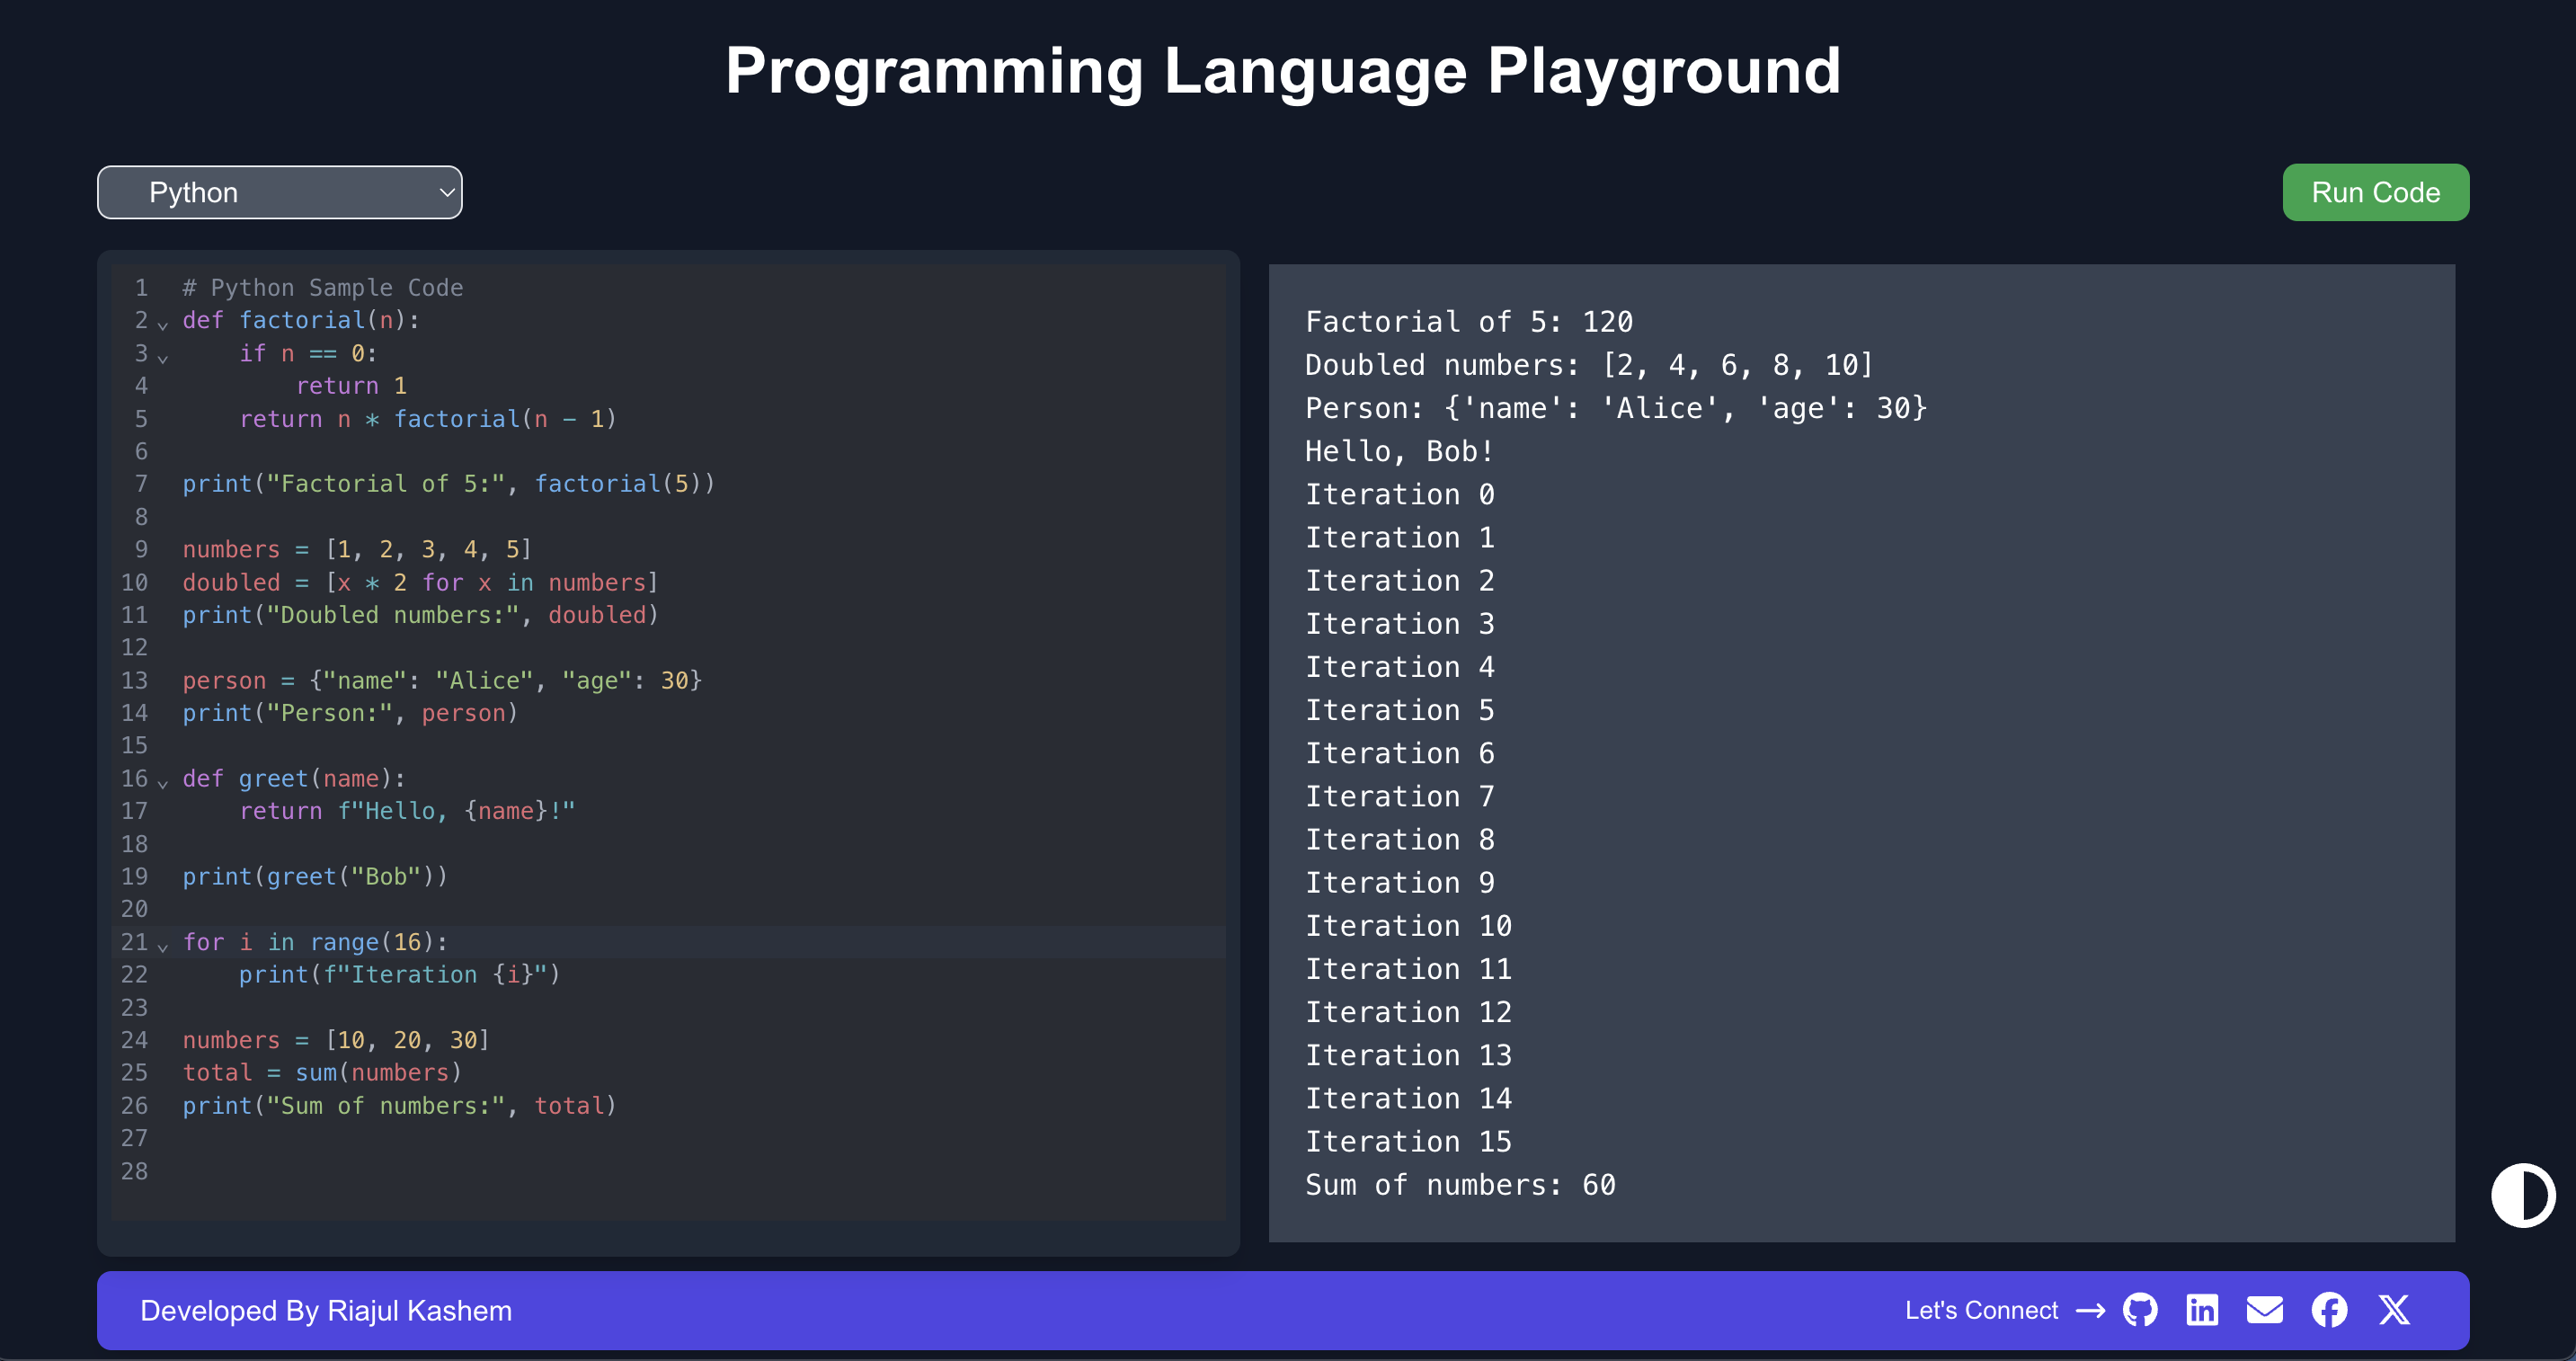 Programming Language Playground
Python
Run Code
1 # Python Sample Code
2 def factorial(n):
3     if n == 0:
4         return 1
5     return n * factorial(n - 1)
6
7 print("Factorial of 5:", factorial(5))
8
9 numbers = [1, 2, 3, 4, 5]
10 doubled = [x * 2 for x in numbers]
11 print("Doubled numbers:", doubled)
12
13 person = {"name": "Alice", "age": 30}
14 print("Person:", person)
15
16 def greet(name):
17     return f"Hello, {name}!"
18
19 print(greet("Bob"))
20
21 for i in range(16):
22     print(f"Iteration {i}")
23
24 numbers = [10, 20, 30]
25 total = sum(numbers)
26 print("Sum of numbers:", total)
27
28
Factorial of 5: 120
Doubled numbers: [2, 4, 6, 8, 10]
Person: {'name': 'Alice', 'age': 30}
Hello, Bob!
Iteration 0
Iteration 1
Iteration 2
Iteration 3
Iteration 4
Iteration 5
Iteration 6
Iteration 7
Iteration 8
Iteration 9
Iteration 10
Iteration 11
Iteration 12
Iteration 13
Iteration 14
Iteration 15
Sum of numbers: 60
Developed By Riajul Kashem
Let's Connect →